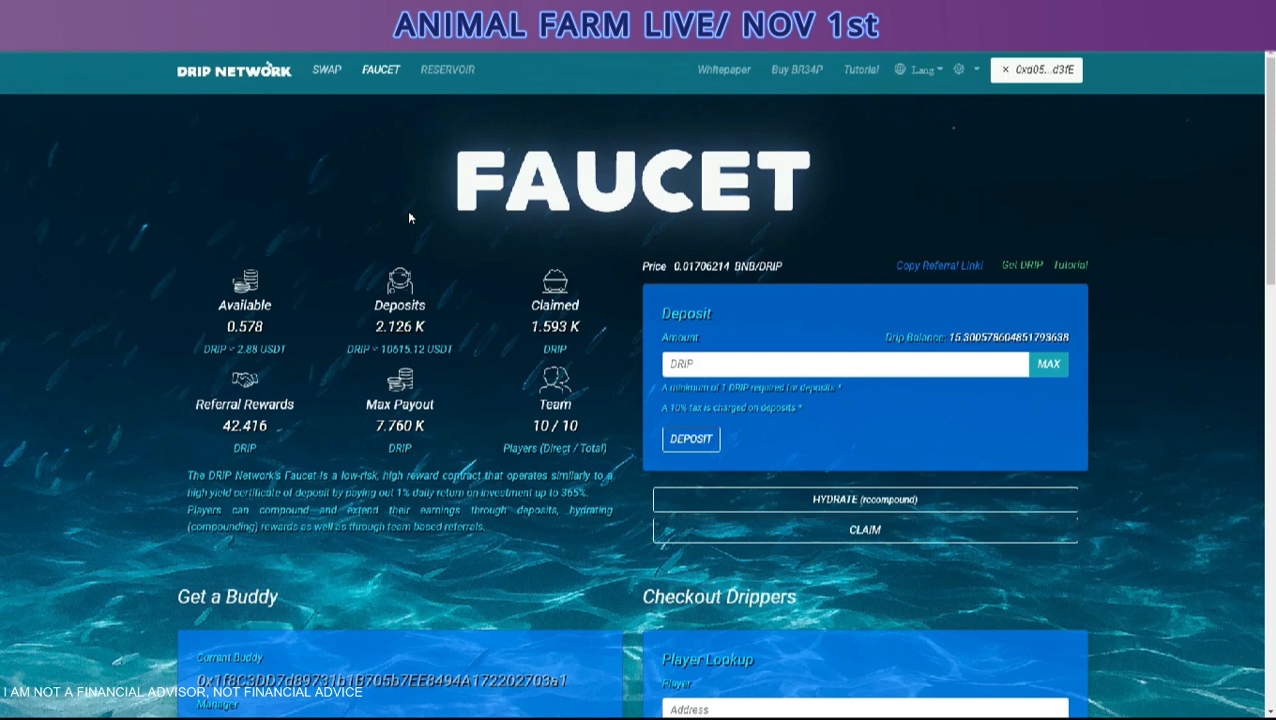 ANIMAL FARM LIVE/ NOV 1st
DRIP NETWORK SWAP FAUCET RESERVOIR Whitepaper Buy BR34P Tutorial Lang × 0xd05...d3fE
FAUCET
Price 0.01706214 BNB/DRIP Copy Referral Link! Get DRIP Tutorial
Available Deposits Claimed
0.578 2.126 K 1.593 K
DRIP ≈ 2.88 USDT DRIP ≈ 10615.12 USDT DRIP
Referral Rewards Max Payout Team
42.416 7.760 K 10 / 10
DRIP DRIP Players (Direct / Total)
The DRIP Network's Faucet is a low-risk, high reward contract that operates similarly to a
high yield certificate of deposit by paying out 1% daily return on investment up to 365%.
Players can compound and extend their earnings through deposits, hydrating
(compounding) rewards as well as through team based referrals.
Deposit
Amount Drip Balance: 15.300578604851793638
DRIP MAX
A minimum of 1 DRIP required for deposits *
A 10% tax is charged on deposits *
DEPOSIT
HYDRATE (recompound)
CLAIM
Get a Buddy
Current Buddy
0x1f8C3DD7d89731b1B705b7EE8494A172202703a1
I AM NOT A FINANCIAL ADVISOR, NOT FINANCIAL ADVICE
Manager
Checkout Drippers
Player Lookup
Player
Address